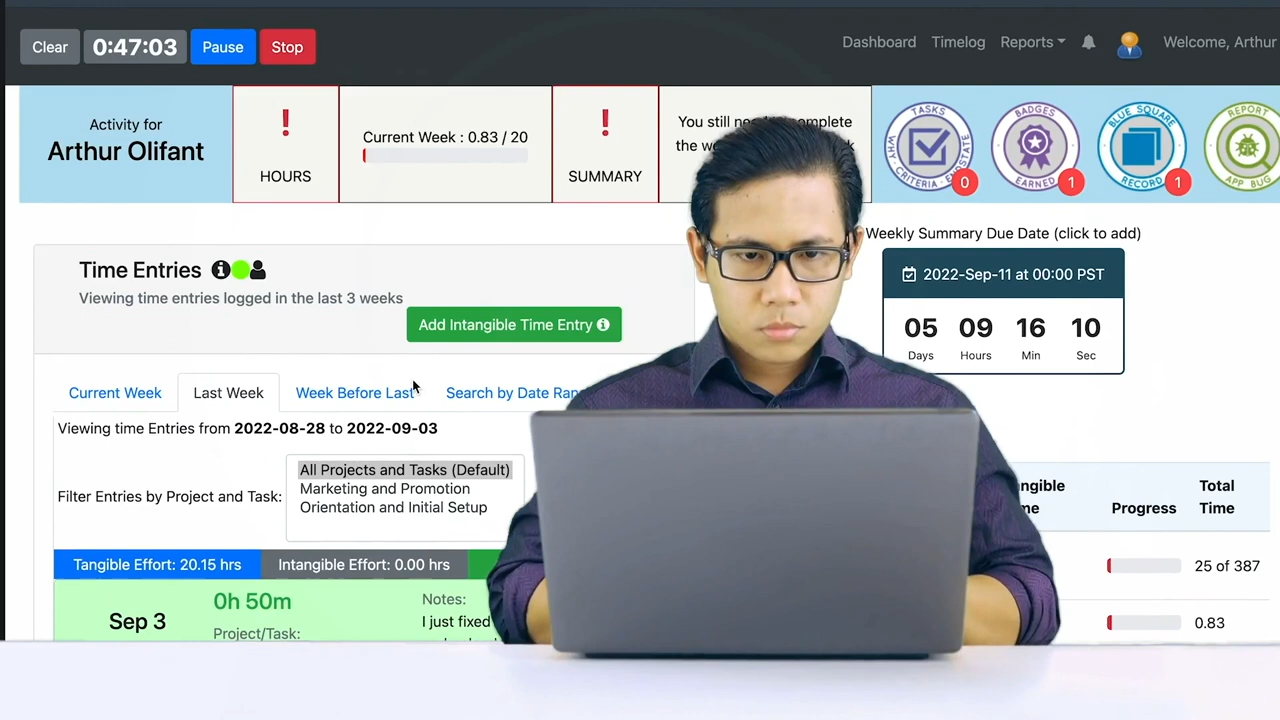 Clear 0:47:03 Pause Stop Dashboard Timelog Reports Welcome, Arthur
Activity for
Arthur Olifant
!
HOURS
Current Week : 0.83 / 20
!
SUMMARY
You still complete
the
TASKS
WHY • CRITERIA • ENDSTATE
0
BADGES
EARNED
1
BLUE SQUARE
RECORD
1
REPORT
APP BUG
Weekly Summary Due Date (click to add)
2022-Sep-11 at 00:00 PST
05 09 16 10
Days Hours Min Sec
Time Entries
Viewing time entries logged in the last 3 weeks
Add Intangible Time Entry
Current Week Last Week Week Before Last Search by Date
Viewing time Entries from 2022-08-28 to 2022-09-03
Filter Entries by Project and Task:
All Projects and Tasks (Default)
Marketing and Promotion
Orientation and Initial Setup
Tangible Effort: 20.15 hrs Intangible Effort: 0.00 hrs
Sep 3
0h 50m
Project/Task:
Notes:
I just fixed
Progress
Total
Time
25 of 387
0.83